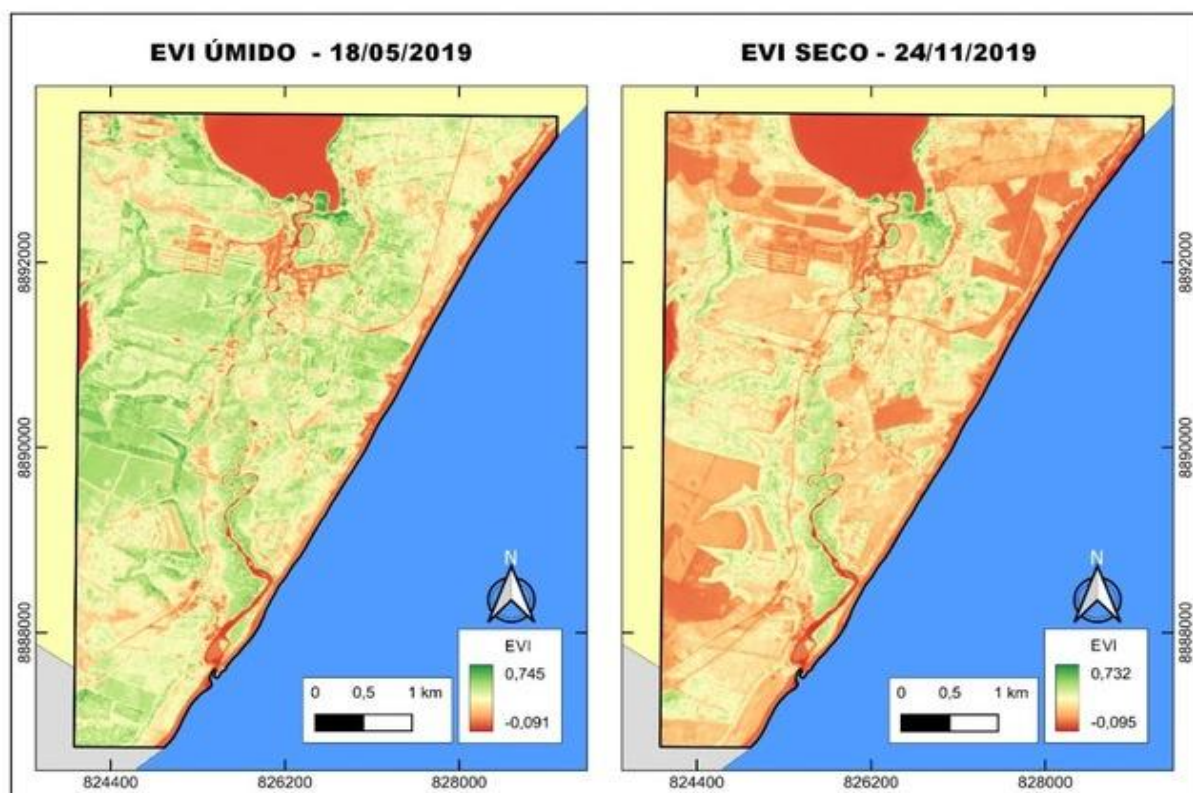 EVI ÚMIDO - 18/05/2019
8892000
8890000
8888000
N
EVI
0,745
-0,091
0 0,5 1 km
824400 826200 828000
EVI SECO - 24/11/2019
8892000
8890000
8888000
N
EVI
0,732
-0,095
0 0,5 1 km
824400 826200 828000